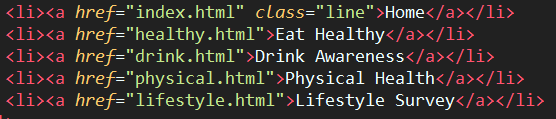 <li><a href="index.html" class="line">Home</a></li>
<li><a href="healthy.html">Eat Healthy</a></li>
<li><a href="drink.html">Drink Awareness</a></li>
<li><a href="physical.html">Physical Health</a></li>
<li><a href="lifestyle.html">Lifestyle Survey</a></li>